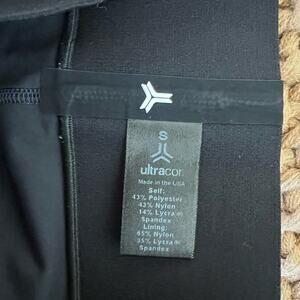 S
ultracor
Made in the USA
Self:
43% Polyester
43% Nylon
14% Lycra®
Spandex
Lining:
65% Nylon
35% Lycra®
Spandex